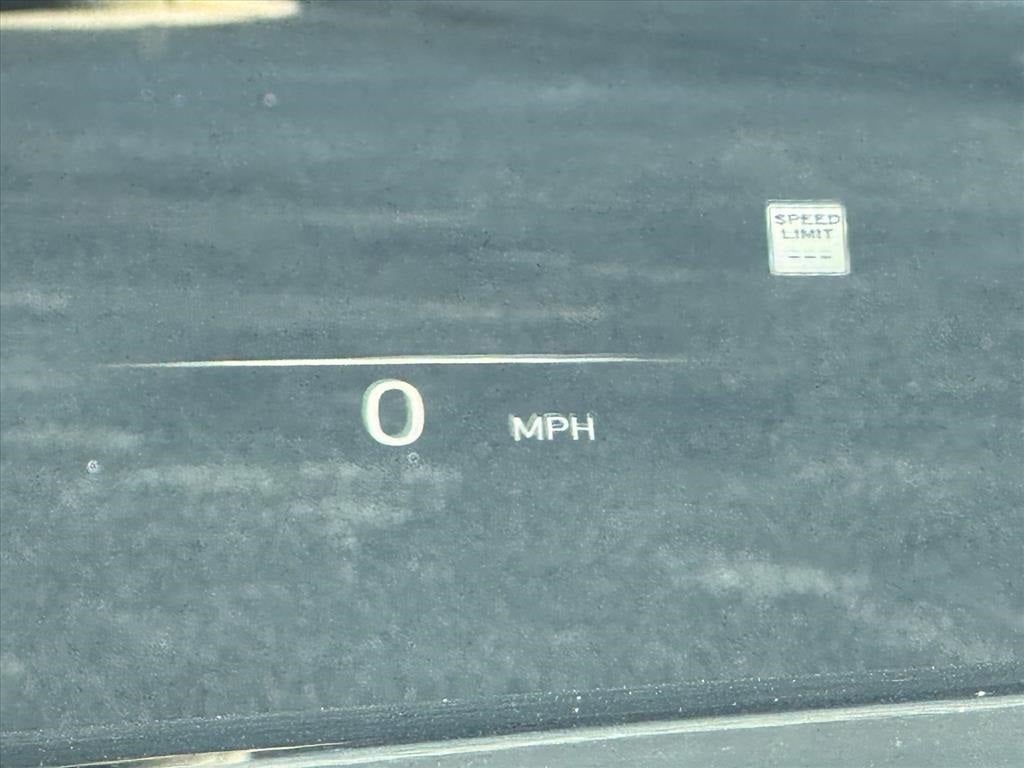 SPEED
LIMIT
---
0 MPH